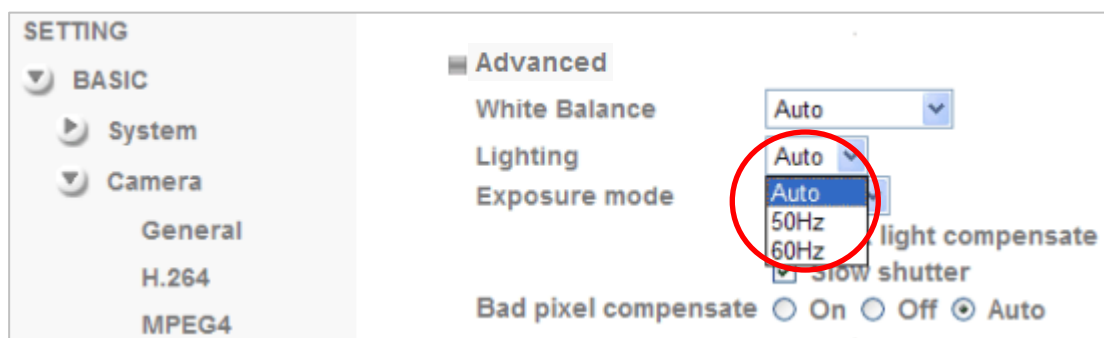 SETTING
BASIC
System
Camera
General
H.264
MPEG4
Advanced
White Balance Auto
Lighting Auto
Auto
50Hz
60Hz
Exposure mode
light compensate
Slow shutter
Bad pixel compensate On Off Auto